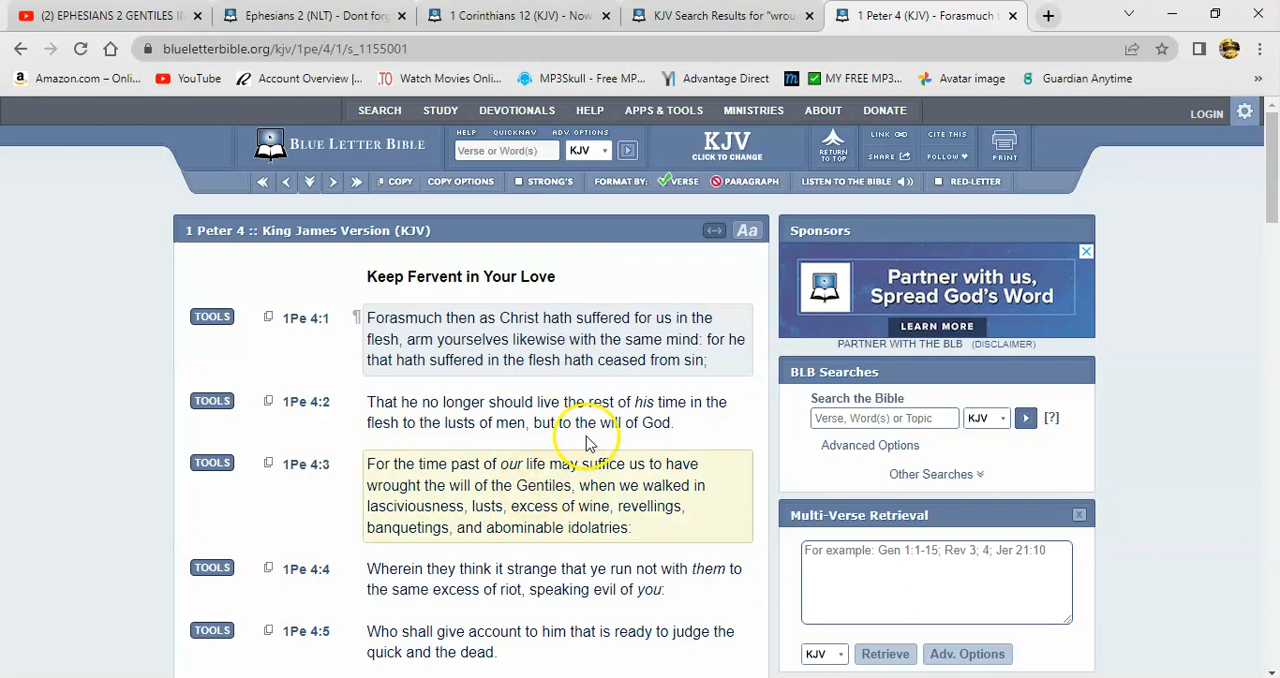 (2) EPHESIANS 2 GENTILES II
Ephesians 2 (NLT) - Dont forg
1 Corinthians 12 (KJV) - Now
KJV Search Results for "wrou
1 Peter 4 (KJV) - Forasmuch t
blueletterbible.org/kjv/1pe/4/1/s_1155001
Amazon.com – Onli...
YouTube
Account Overview |...
.TO Watch Movies Onl...
MP3Skull - Free MP...
Advantage Direct
MY FREE MP3...
Avatar image
Guardian Anytime
»
SEARCH STUDY DEVOTIONALS HELP APPS & TOOLS MINISTRIES ABOUT DONATE
LOGIN
BLUE LETTER BIBLE
HELP QUICKNAV ADV. OPTIONS
Verse or Word(s) KJV
KJV
CLICK TO CHANGE
RETURN
TO TOP
LINK
SHARE
CITE THIS
FOLLOW
PRINT
COPY COPY OPTIONS STRONG'S FORMAT BY: VERSE PARAGRAPH LISTEN TO THE BIBLE RED-LETTER
1 Peter 4 :: King James Version (KJV)
Aa
Keep Fervent in Your Love
TOOLS 1Pe 4:1 ¶ Forasmuch then as Christ hath suffered for us in the
flesh, arm yourselves likewise with the same mind: for he
that hath suffered in the flesh hath ceased from sin;
TOOLS 1Pe 4:2 That he no longer should live the rest of his time in the
flesh to the lusts of men, but to the will of God.
TOOLS 1Pe 4:3 For the time past of our life may suffice us to have
wrought the will of the Gentiles, when we walked in
lasciviousness, lusts, excess of wine, revellings,
banquetings, and abominable idolatries:
TOOLS 1Pe 4:4 Wherein they think it strange that ye run not with them to
the same excess of riot, speaking evil of you:
TOOLS 1Pe 4:5 Who shall give account to him that is ready to judge the
quick and the dead.
Sponsors
Partner with us,
Spread God's Word
LEARN MORE
PARTNER WITH THE BLB (DISCLAIMER)
BLB Searches
Search the Bible
Verse, Word(s) or Topic KJV [?]
Advanced Options
Other Searches
Multi-Verse Retrieval
X
For example: Gen 1:1-15; Rev 3; 4; Jer 21:10
KJV Retrieve Adv. Options